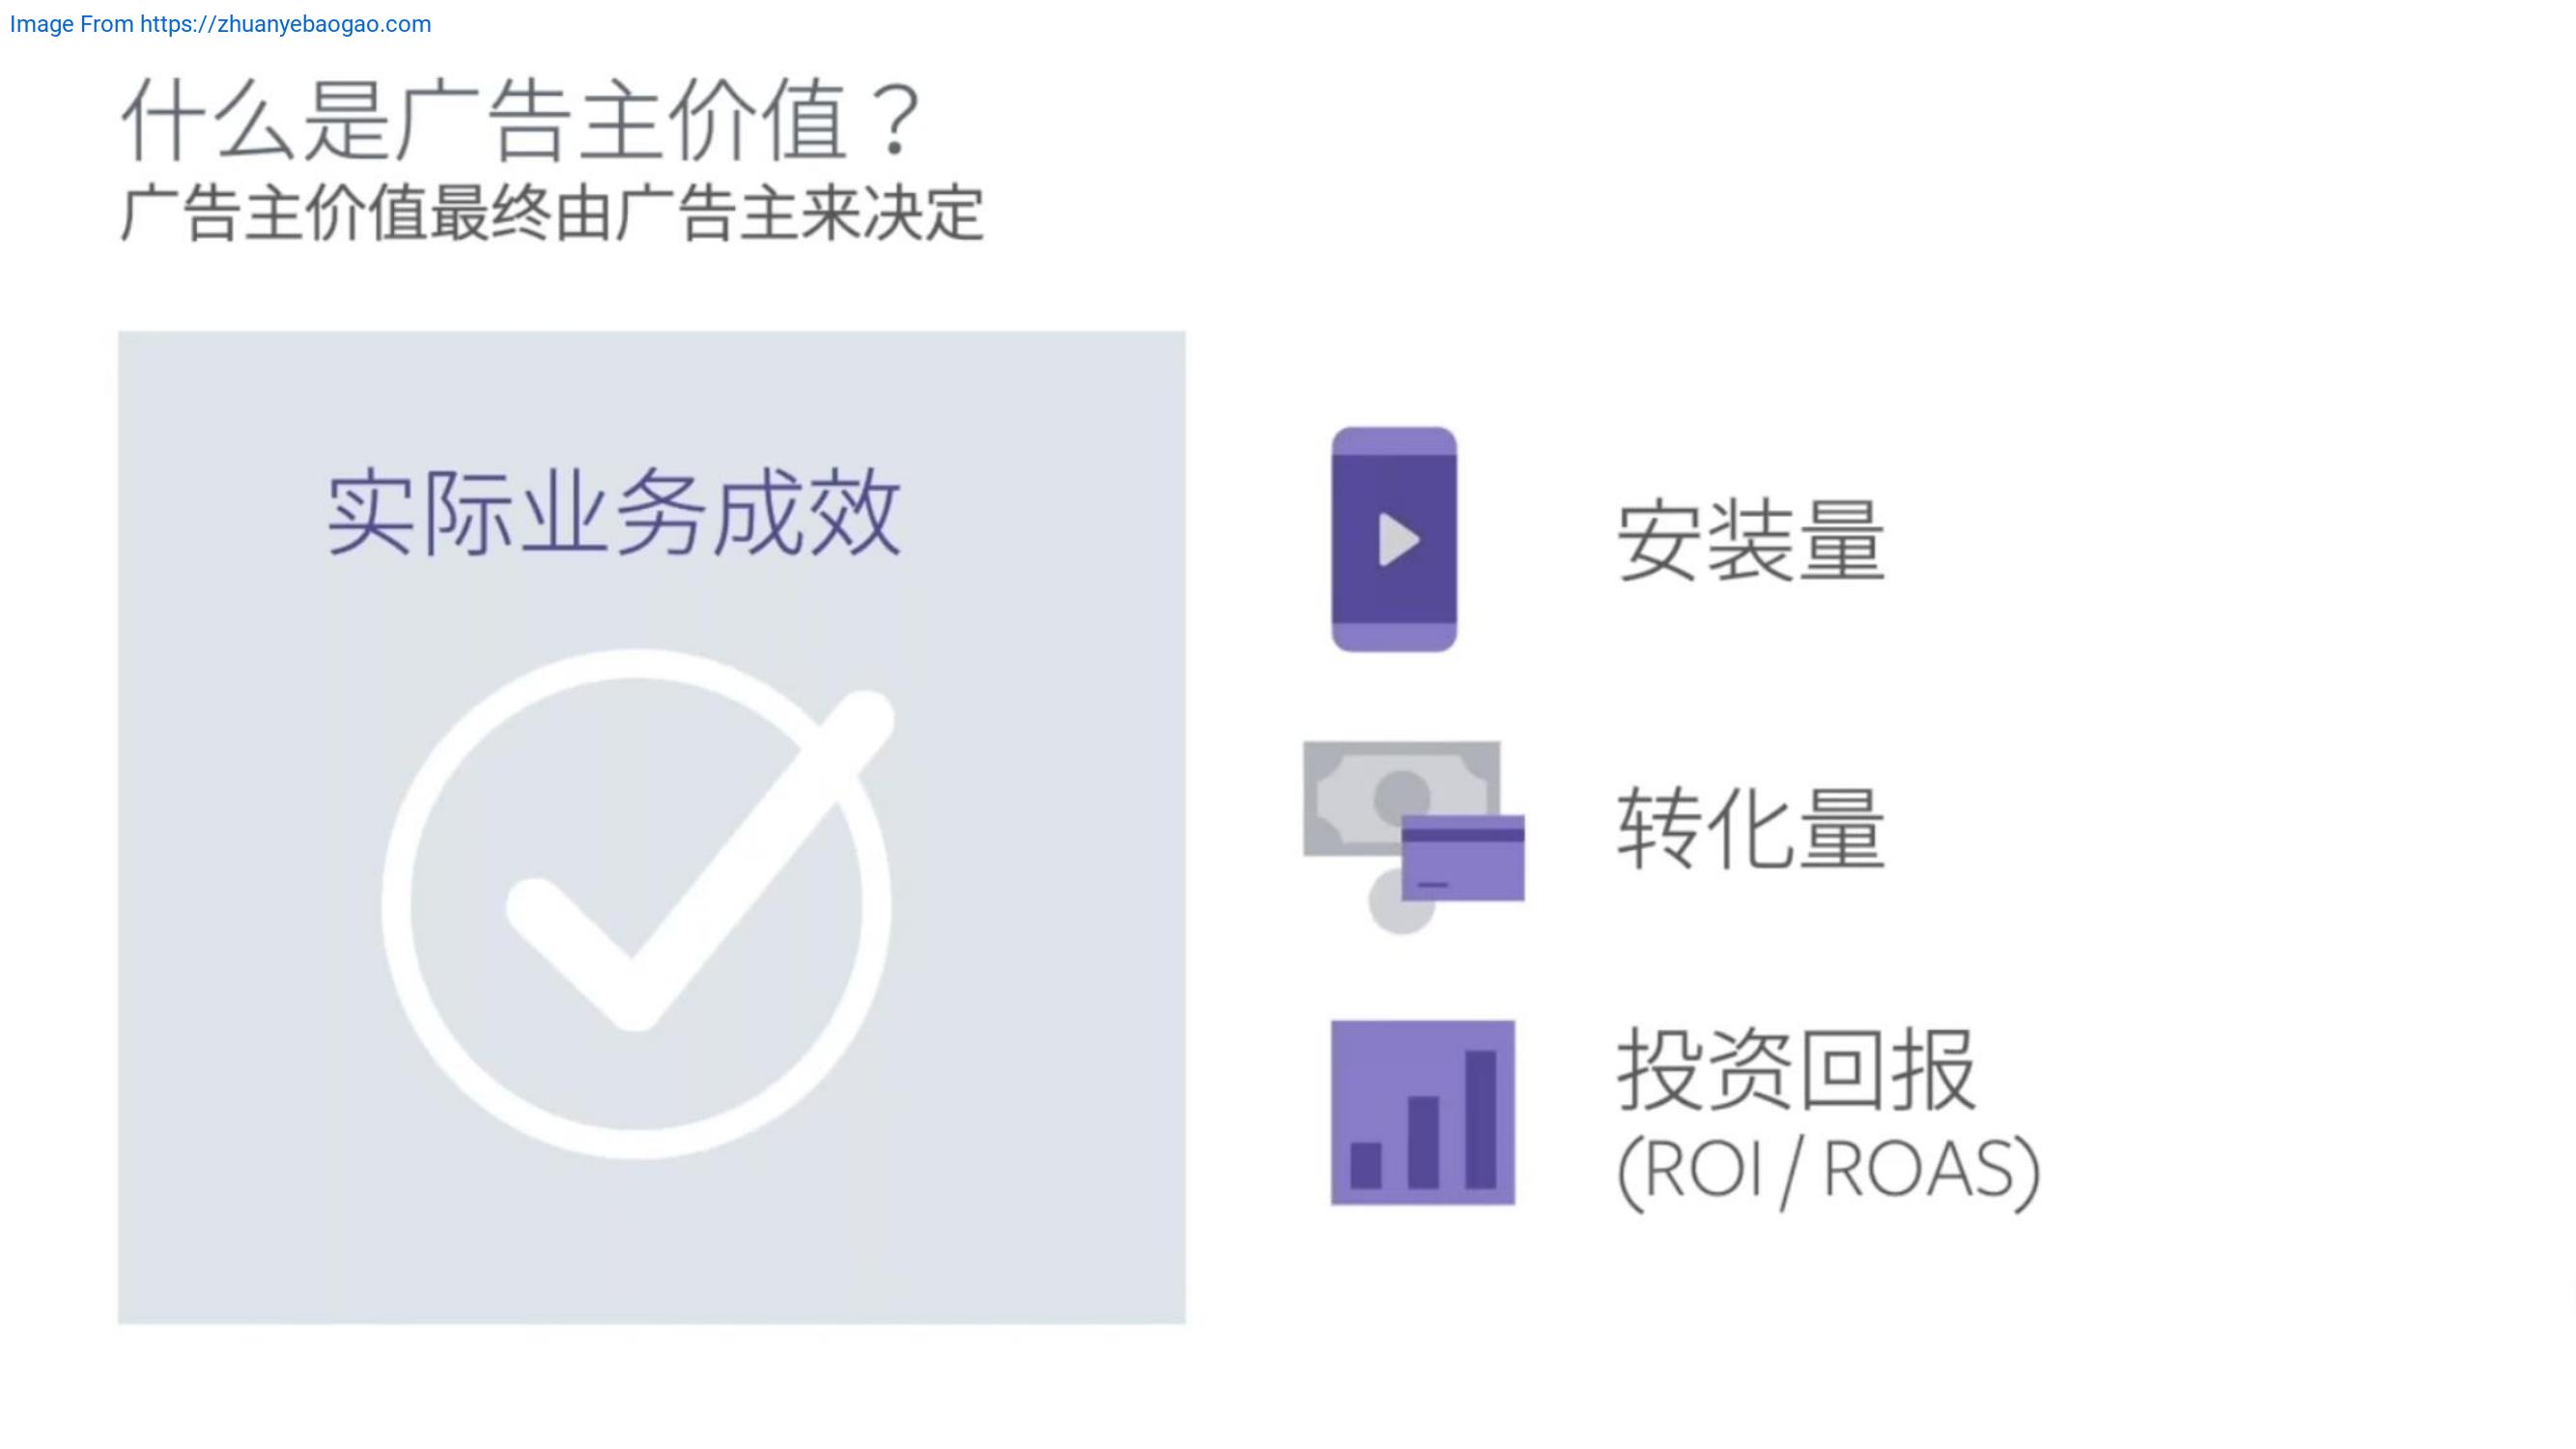 Image From https://zhuanyebaogao.com
什么是广告主价值？
广告主价值最终由广告主来决定
实际业务成效
安装量
转化量
投资回报
(ROI / ROAS)